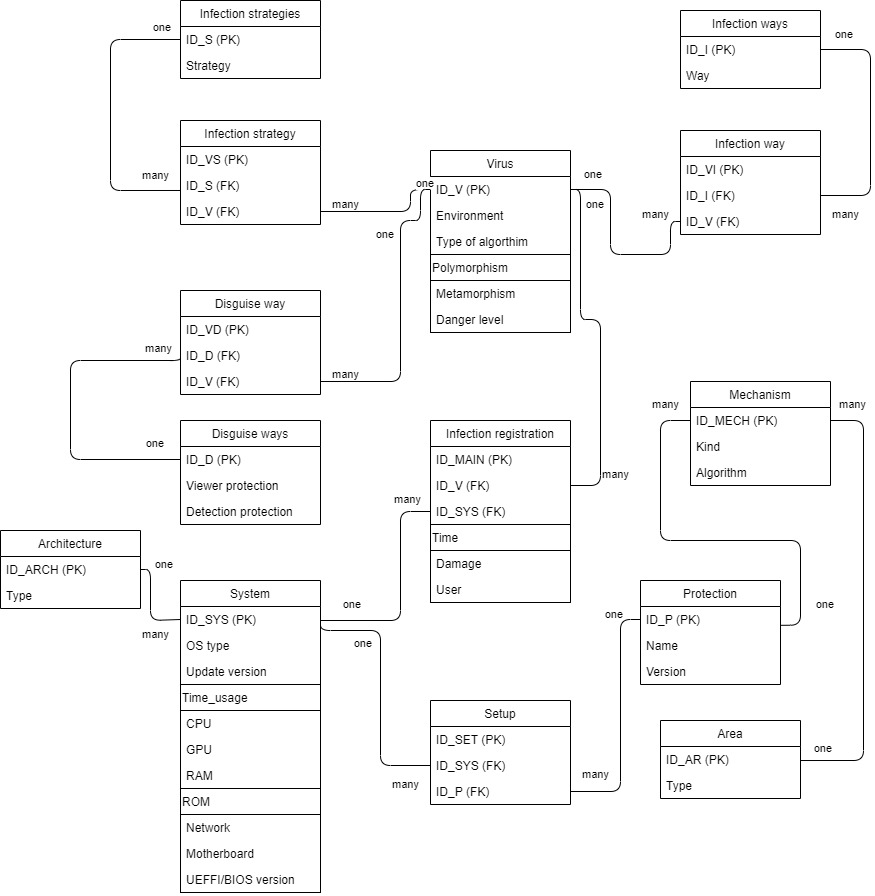 Infection strategies
ID_S (PK)
Strategy
one
many
Infection strategy
ID_VS (PK)
ID_S (FK)
ID_V (FK)
many
one
one
Virus
ID_V (PK)
Environment
Type of algorthim
Polymorphism
Metamorphism
Danger level
one
one
many
Infection ways
ID_I (PK)
Way
one
many
Infection way
ID_VI (PK)
ID_I (FK)
ID_V (FK)
Disguise way
ID_VD (PK)
ID_D (FK)
ID_V (FK)
many
many
one
Disguise ways
ID_D (PK)
Viewer protection
Detection protection
Infection registration
ID_MAIN (PK)
ID_V (FK)
ID_SYS (FK)
Time
Damage
User
many
many
Mechanism
ID_MECH (PK)
Kind
Algorithm
many
many
Architecture
ID_ARCH (PK)
Type
one
many
System
ID_SYS (PK)
OS type
Update version
Time_usage
CPU
GPU
RAM
ROM
Network
Motherboard
UEFFI/BIOS version
one
one
many
Setup
ID_SET (PK)
ID_SYS (FK)
ID_P (FK)
many
one
Protection
ID_P (PK)
Name
Version
one
Area
ID_AR (PK)
Type
one